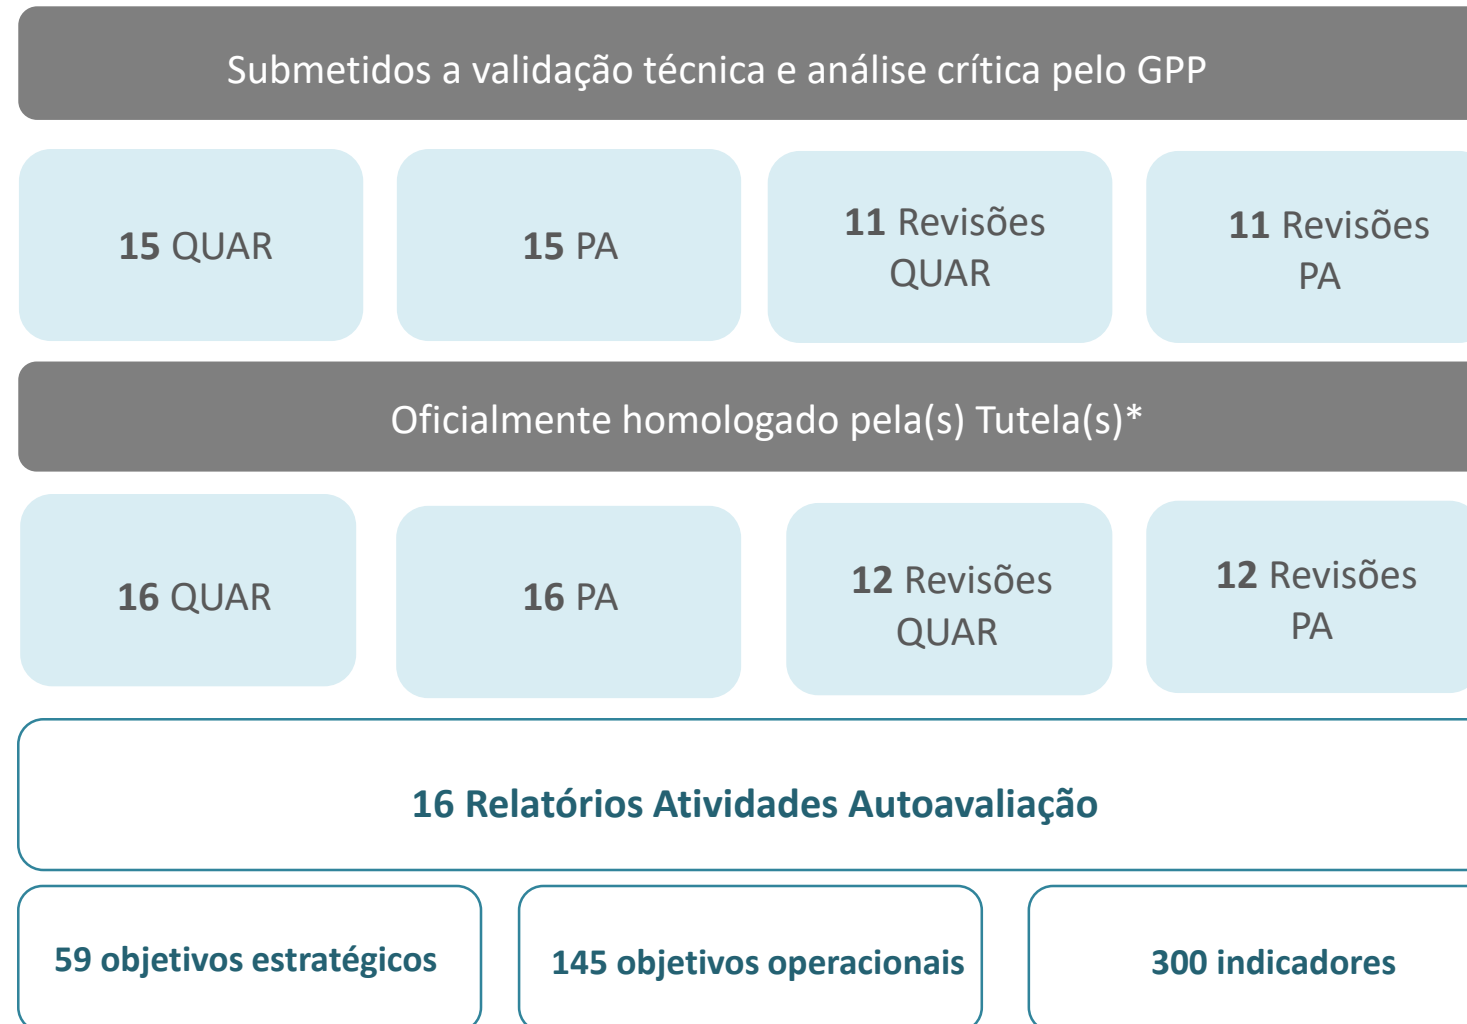 Submetidos a validação técnica e análise crítica pelo GPP
15 QUAR
15 PA
11 Revisões
QUAR
11 Revisões
PA
Oficialmente homologado pela(s) Tutela(s)*
16 QUAR
16 PA
12 Revisões
QUAR
12 Revisões
PA
16 Relatórios Atividades Autoavaliação
59 objetivos estratégicos
145 objetivos operacionais
300 indicadores